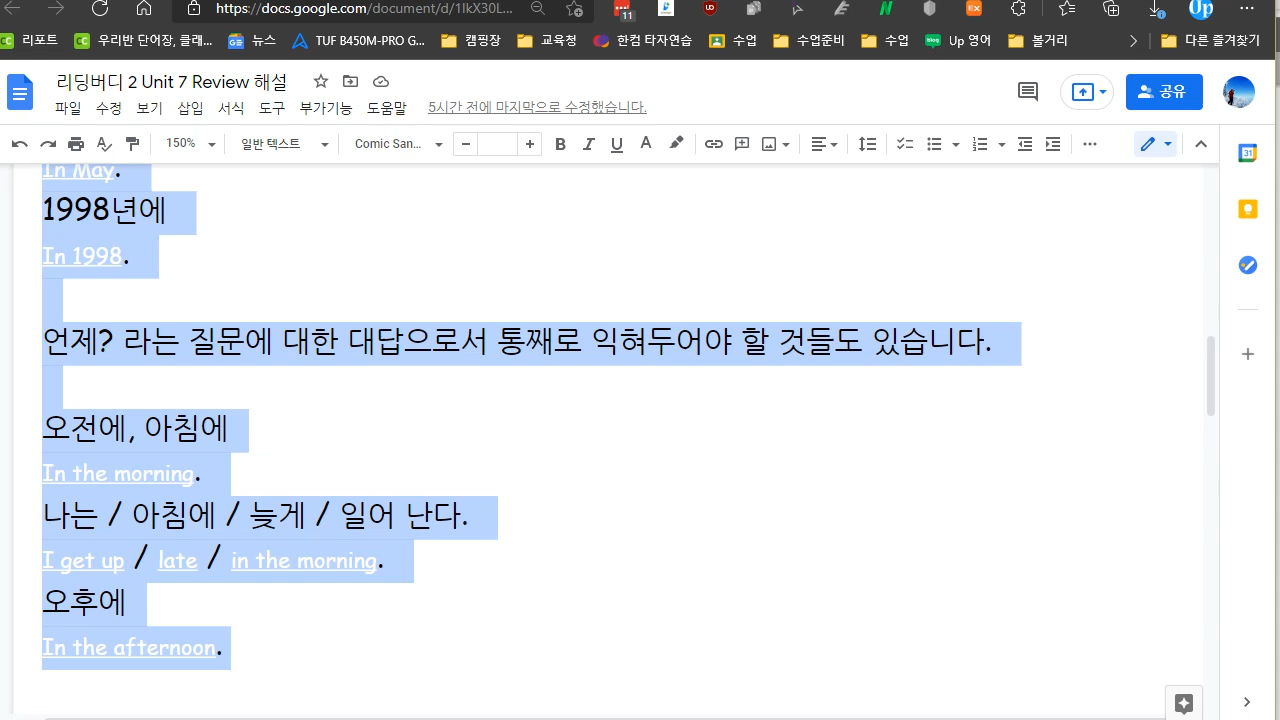 https://docs.google.com/document/d/1IkX30L...
11
리포트
우리반 단어장, 클래...
뉴스
TUF B450M-PRO G...
캠핑장
교육청
한컴 타자연습
수업
수업준비
수업
Up 영어
볼거리
다른 즐겨찾기
리딩버디 2 Unit 7 Review 해설
파일 수정 보기 삽입 서식 도구 부가기능 도움말 5시간 전에 마지막으로 수정했습니다.
공유
150% 일반 텍스트 Comic San...
In May.
1998년에
In 1998.
언제? 라는 질문에 대한 대답으로서 통째로 익혀두어야 할 것들도 있습니다.
오전에, 아침에
In the morning.
나는 / 아침에 / 늦게 / 일어 난다.
I get up / late / in the morning.
오후에
In the afternoon.